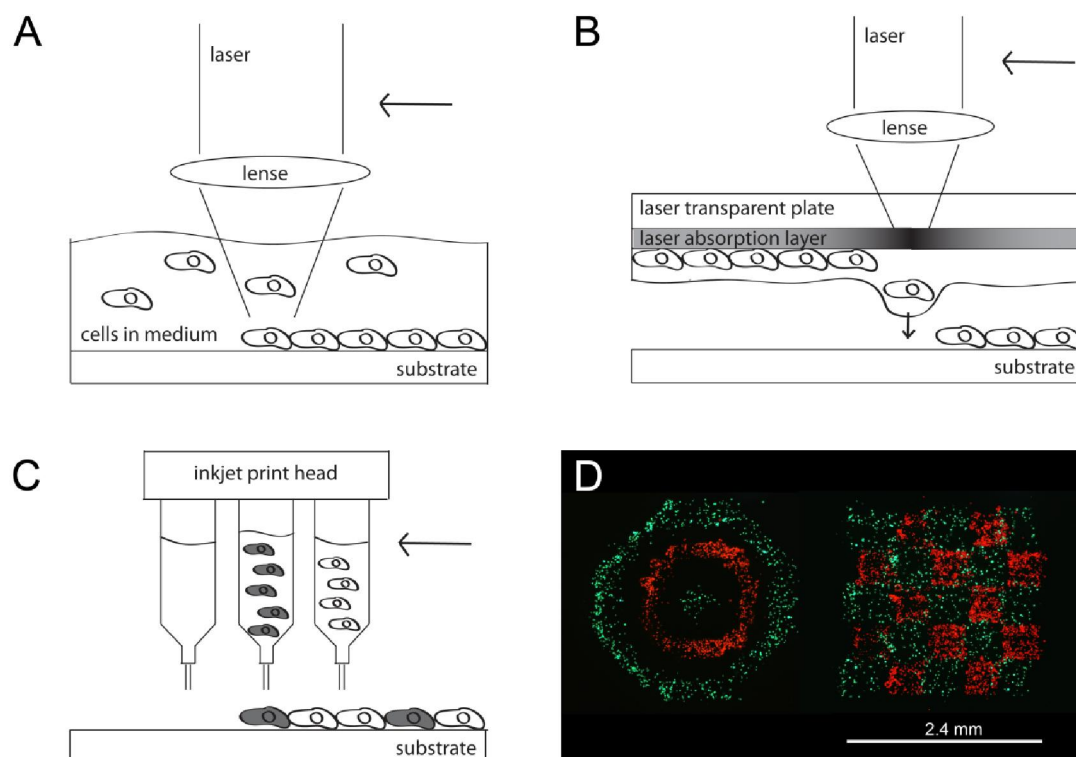 A
laser
lense
cells in medium
substrate
B
laser
lense
laser transparent plate
laser absorption layer
substrate
C
inkjet print head
substrate
D
2.4 mm